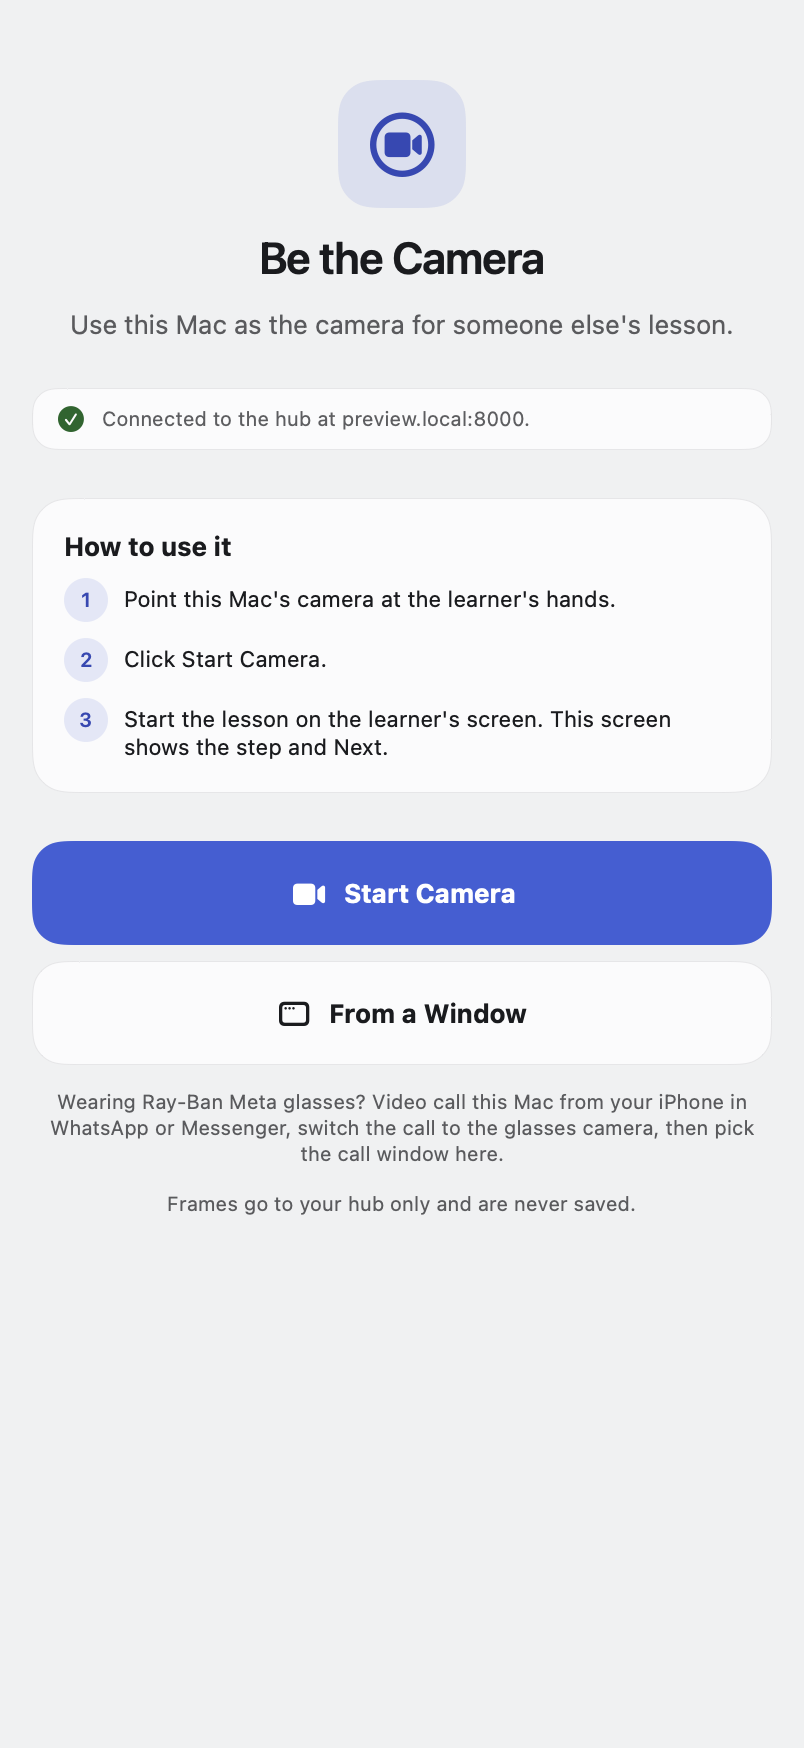 Be the Camera
Use this Mac as the camera for someone else's lesson.
Connected to the hub at preview.local:8000.
How to use it
1 Point this Mac's camera at the learner's hands.
2 Click Start Camera.
3 Start the lesson on the learner's screen. This screen
shows the step and Next.
Start Camera
From a Window
Wearing Ray-Ban Meta glasses? Video call this Mac from your iPhone in
WhatsApp or Messenger, switch the call to the glasses camera, then pick
the call window here.
Frames go to your hub only and are never saved.